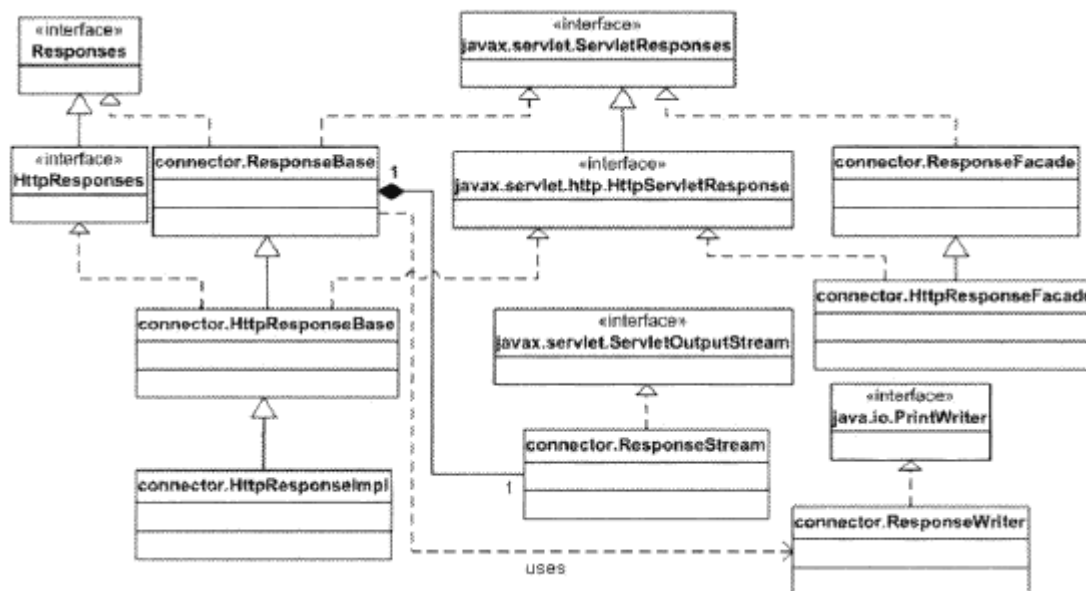 «interface»
Responses
«interface»
javax.servlet.ServletResponses
«interface»
HttpResponses
connector.ResponseBase
1
«interface»
javax.servlet.http.HttpServletResponse
connector.ResponseFacade
connector.HttpResponseBase
«interface»
javax.servlet.ServletOutputStream
connector.HttpResponseFacade
«interface»
java.io.PrintWriter
connector.ResponseStream
connector.HttpResponseImpl
1
connector.ResponseWriter
uses